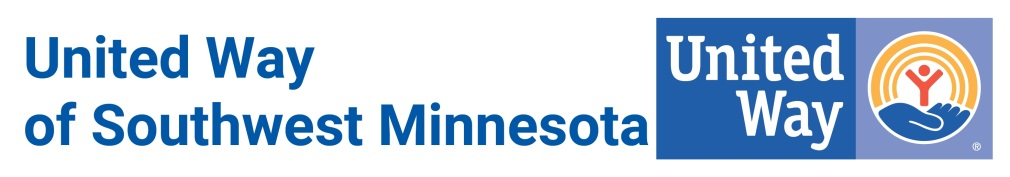 United Way
of Southwest Minnesota
United
Way
®